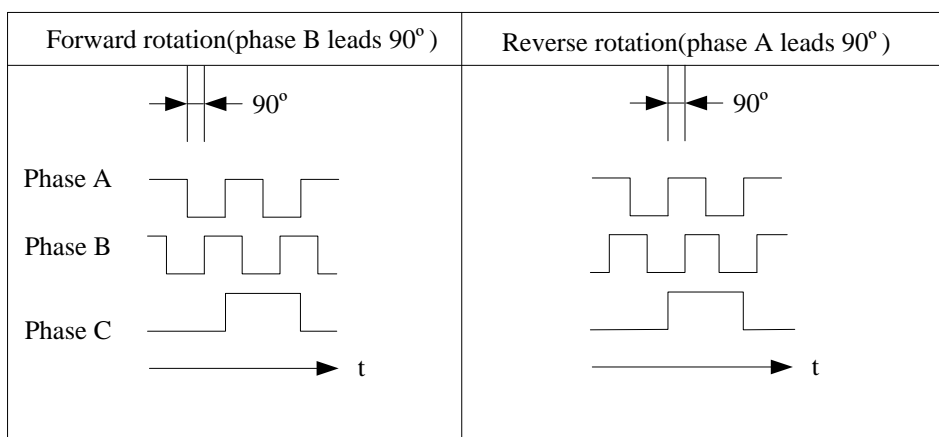 Forward rotation(phase B leads 90°)
Reverse rotation(phase A leads 90°)
90°
90°
Phase A
Phase B
Phase C
t
t